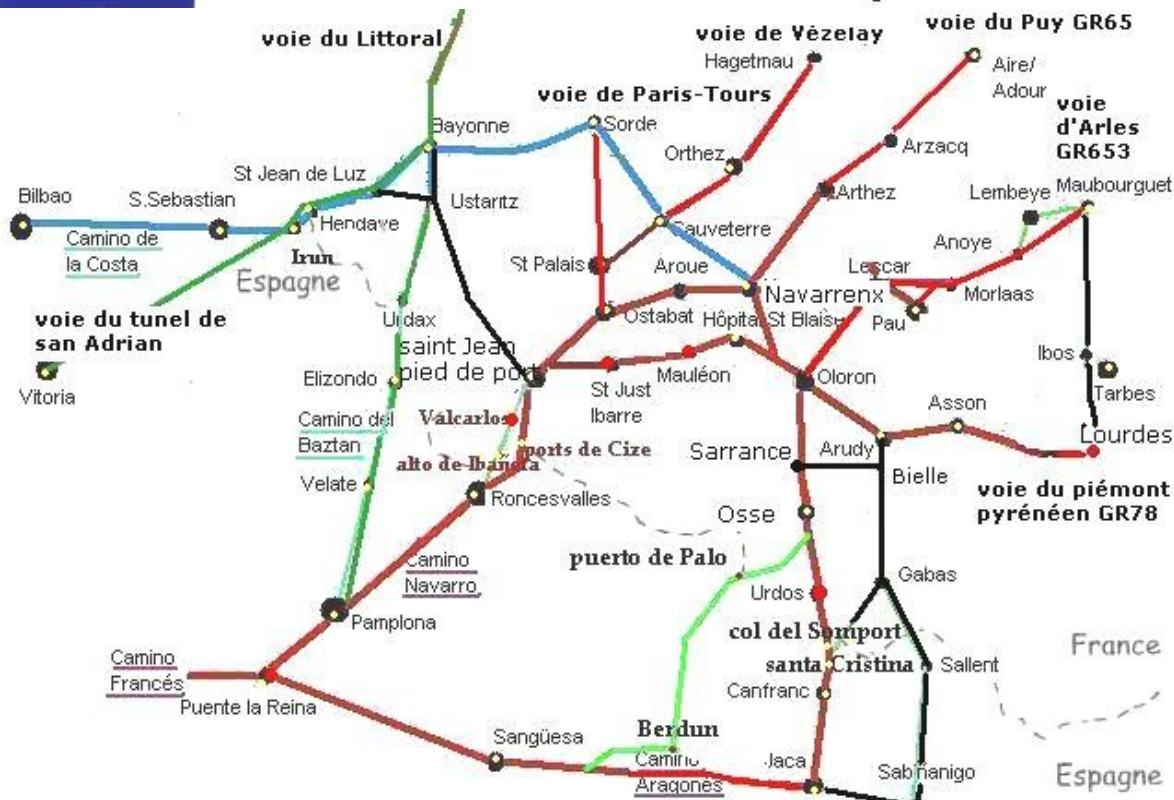 voie du Littoral
voie de Vézelay
voie du Puy GR65
Hagetmau
Aire/
Adour
voie de Paris-Tours
voie
d'Arles
GR653
Bayonne
Sorde
Orthez
Arzacq
St Jean de Luz
Arthez
Lembeye
Maubourguet
Bilbao
S.Sebastian
Ustaritz
Hendaye
Sauveterre
Anoye
Camino de
la Costa
Irun
Espagne
St Palais
Aroue
Lescar
Navarrenx
Morlaas
voie du tunel de
san Adrian
Urdax
Ostabat
Hôpital St Blaise
Pau
saint Jean
pied de port
Ibos
Vitoria
Elizondo
Mauléon
Oloron
Tarbes
St Just
Ibarre
Camino del
Baztan
Valcarlos
Asson
Lourdes
alto de Ibañeta
ports de Cize
Sarrance
Arudy
Bielle
Velate
Roncesvalles
voie du piémont
pyrénéen GR78
Osse
Camino
Navarro
puerto de Palo
Gabas
Urdos
Pamplona
col del Somport
France
Camino
Francés
santa Cristina
Sallent
Canfranc
Puente la Reina
Berdun
Sangüesa
Camino
Aragonés
Jaca
Sabiñanigo
Espagne